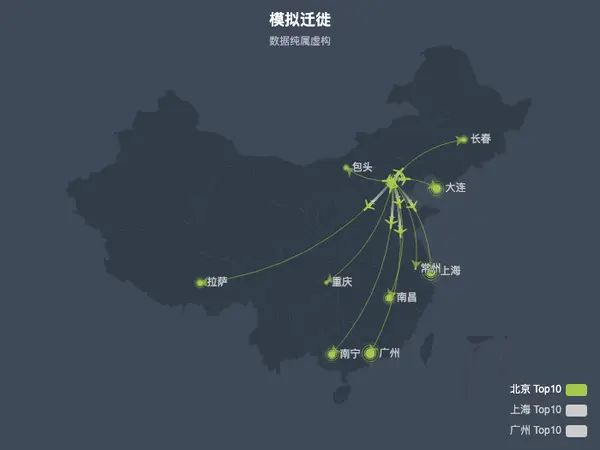 模拟迁徙
数据纯属虚构
长春
包头
大连
常州
上海
拉萨
重庆
南昌
南宁
广州
北京 Top10
上海 Top10
广州 Top10